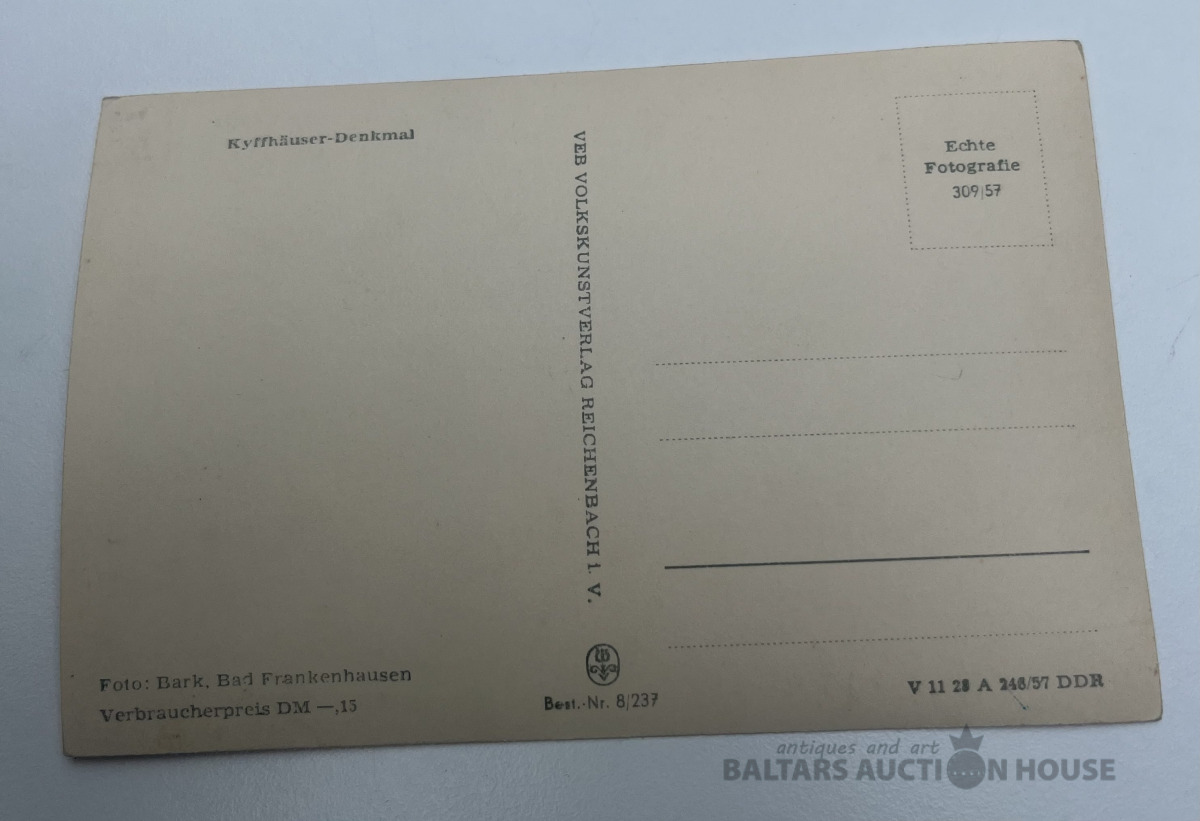 Kyffhäuser-Denkmal
Foto: Bark, Bad Frankenhausen
Verbraucherpreis DM —,15
VEB VOLKSKUNSTVERLAG REICHENBACH i. V.
Best.-Nr. 8/237
Echte
Fotografie
309/57
V 11 28 A 246/57 DDR
antiques and art
BALTARS AUCTION HOUSE